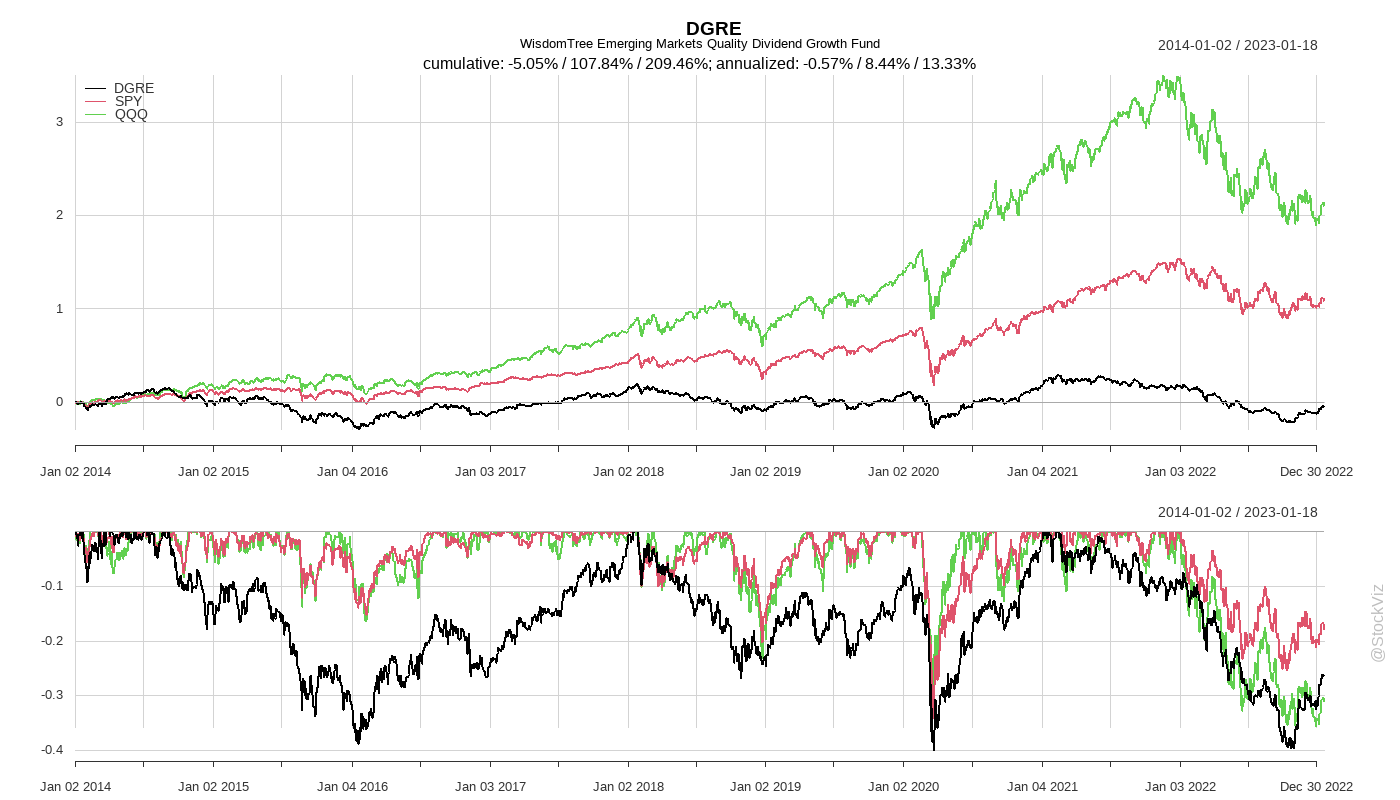 DGRE
WisdomTree Emerging Markets Quality Dividend Growth Fund
2014-01-02 / 2023-01-18
cumulative: -5.05% / 107.84% / 209.46%; annualized: -0.57% / 8.44% / 13.33%
DGRE
SPY
QQQ
3
2
1
0
Jan 02 2014 Jan 02 2015 Jan 04 2016 Jan 03 2017 Jan 02 2018 Jan 02 2019 Jan 02 2020 Jan 04 2021 Jan 03 2022 Dec 30 2022
2014-01-02 / 2023-01-18
-0.1
-0.2
-0.3
-0.4
Jan 02 2014 Jan 02 2015 Jan 04 2016 Jan 03 2017 Jan 02 2018 Jan 02 2019 Jan 02 2020 Jan 04 2021 Jan 03 2022 Dec 30 2022
@StockViz